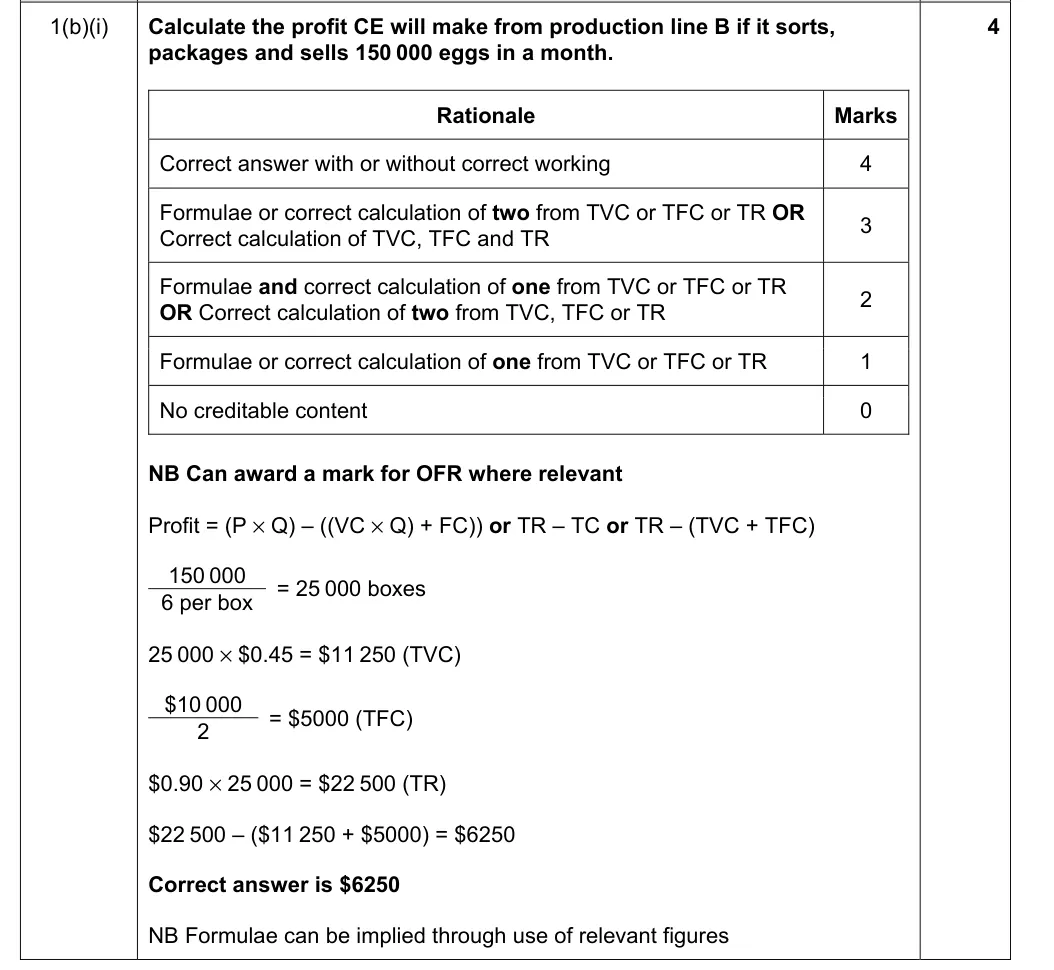 1(b)(i)
Calculate the profit CE will make from production line B if it sorts,
packages and sells 150 000 eggs in a month.
4
Rationale
Marks
Correct answer with or without correct working
4
Formulae or correct calculation of two from TVC or TFC or TR OR
Correct calculation of TVC, TFC and TR
3
Formulae and correct calculation of one from TVC or TFC or TR
OR Correct calculation of two from TVC, TFC or TR
2
Formulae or correct calculation of one from TVC or TFC or TR
1
No creditable content
0
NB Can award a mark for OFR where relevant
Profit = (P × Q) – ((VC × Q) + FC)) or TR – TC or TR – (TVC + TFC)
150 000
6 per box
= 25 000 boxes
25 000 × $0.45 = $11 250 (TVC)
$10 000
2
= $5000 (TFC)
$0.90 × 25 000 = $22 500 (TR)
$22 500 – ($11 250 + $5000) = $6250
Correct answer is $6250
NB Formulae can be implied through use of relevant figures